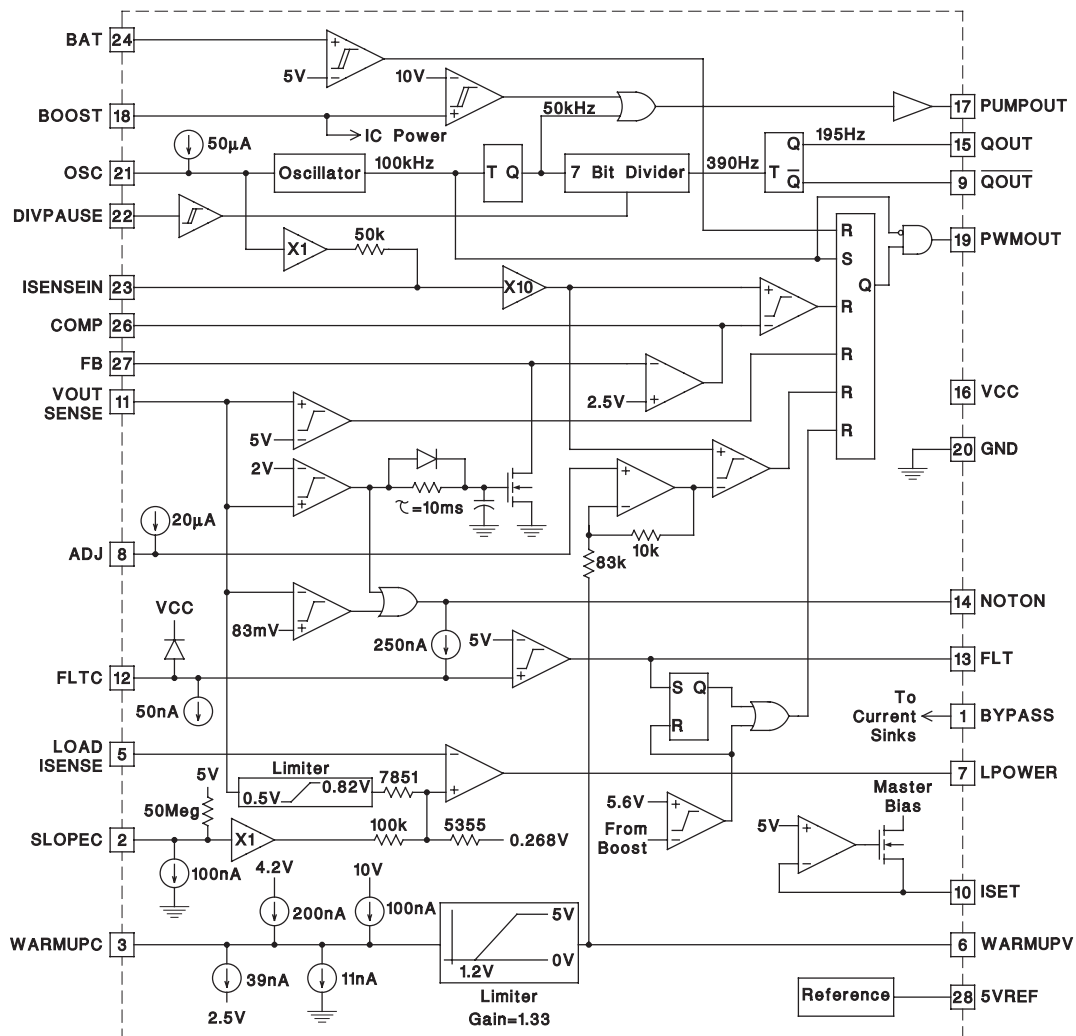 BAT 24
5V
10V
BOOST 18
IC Power
50kHz
17 PUMPOUT
50µA
OSC 21
Oscillator
100kHz
T Q
7 Bit Divider
390Hz
T
Q
Q
195Hz
15 QOUT
9 QOUT
DIVPAUSE 22
X1
50k
R
S
Q
R
R
R
R
19 PWMOUT
ISENSEIN 23
X10
COMP 26
FB 27
2.5V
VOUT
SENSE
11
5V
16 VCC
2V
τ=10ms
20 GND
20µA
ADJ 8
10k
83k
83mV
14 NOTON
VCC
250nA
5V
FLTC 12
13 FLT
50nA
S Q
R
To
Current
Sinks
1 BYPASS
LOAD
ISENSE
5
Limiter
0.5V
0.82V
7851
7 LPOWER
5V
50Meg
SLOPEC 2
X1
100k
5355
0.268V
100nA
5.6V
From
Boost
Master
Bias
5V
10 ISET
4.2V
200nA
10V
100nA
WARMUPC 3
39nA
2.5V
11nA
5V
0V
1.2V
Limiter
Gain=1.33
6 WARMUPV
Reference
28 5VREF